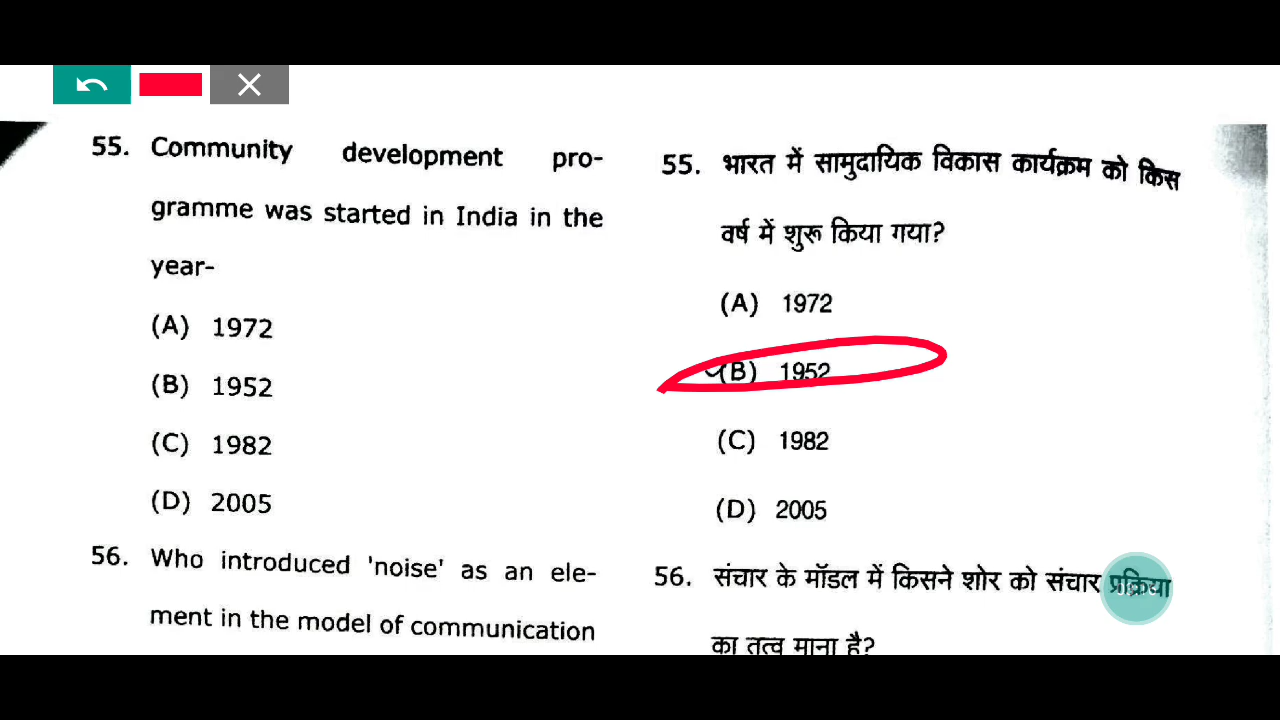 55. Community development pro-
gramme was started in India in the
year-
(A) 1972
(B) 1952
(C) 1982
(D) 2005
56. Who introduced 'noise' as an ele-
ment in the model of communication
55. भारत में सामुदायिक विकास कार्यक्रम को किस
वर्ष में शुरू किया गया?
(A) 1972
(B) 1952
(C) 1982
(D) 2005
56. संचार के मॉडल में किसने शोर को संचार प्रक्रिया
का तत्व माना है?